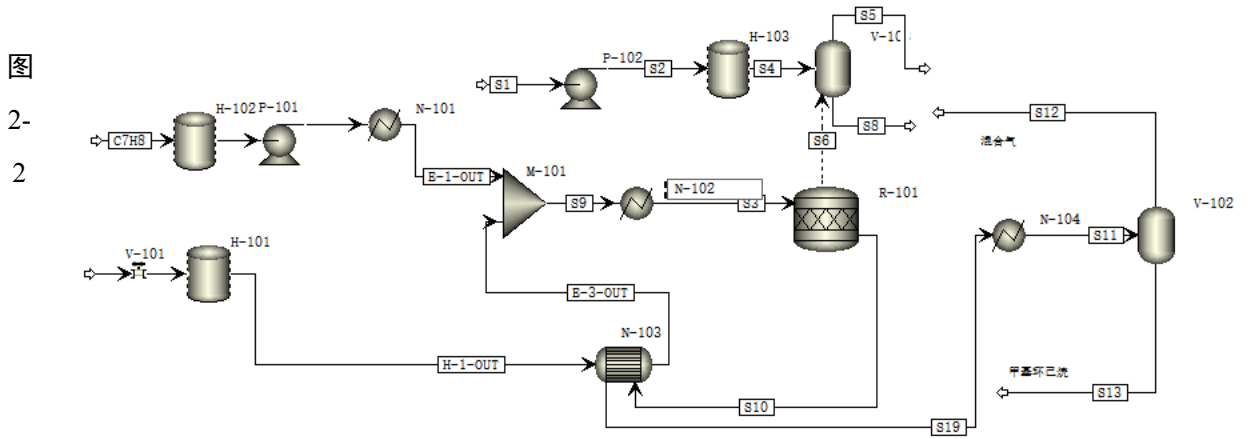 图
2-
2
S5
H-103
P-102
V-10
S2
S4
S1
H-102
P-101
N-101
S12
C7H8
S8
S6
混合气
E-1-OUT
M-101
N-102
R-101
S9
S3
V-102
N-104
S11
V-101
H-101
E-3-OUT
N-103
H-1-OUT
甲基环已烷
S13
S10
S19